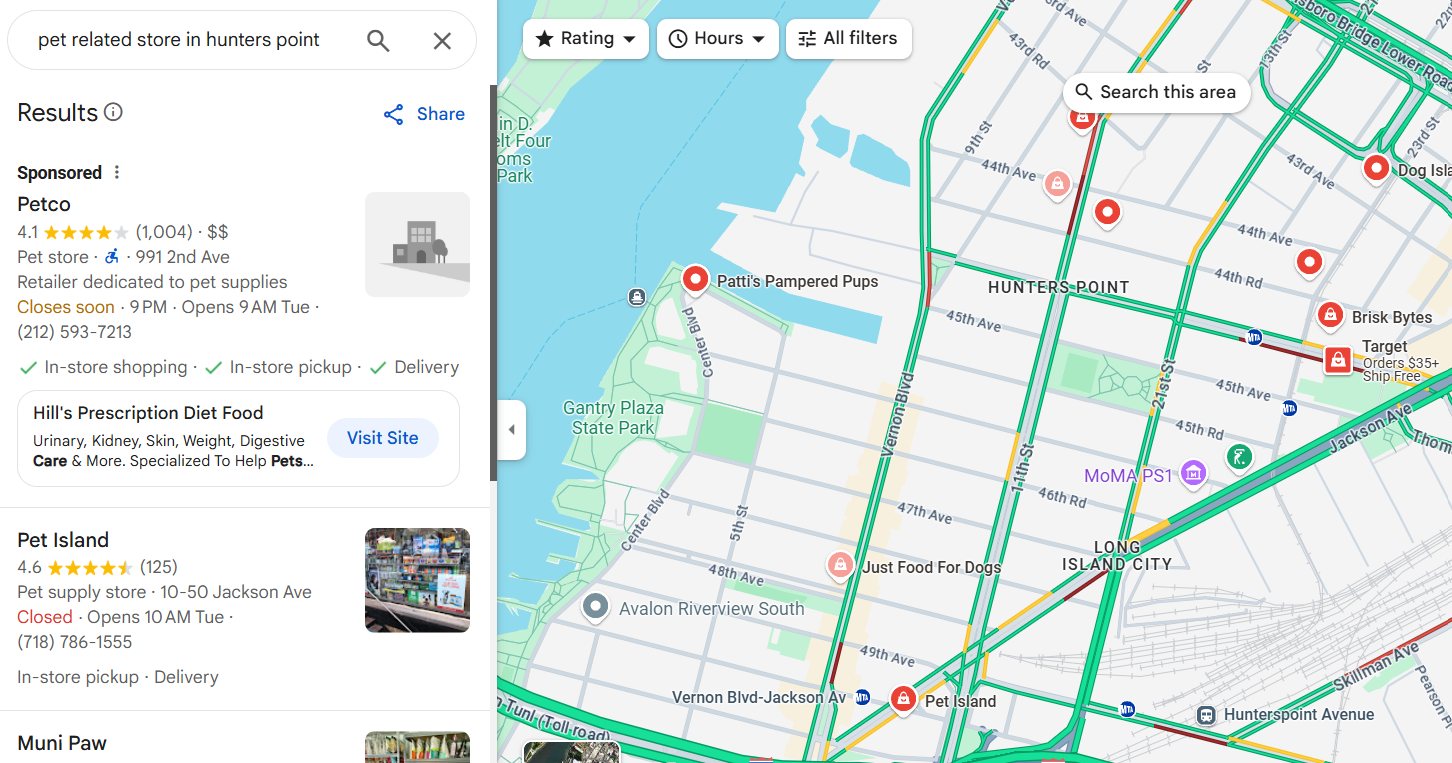 pet related store in hunters point
Results
Share
Sponsored
Petco
4.1 (1,004) · $$
Pet store · · 991 2nd Ave
Retailer dedicated to pet supplies
Closes soon · 9 PM · Opens 9 AM Tue ·
(212) 593-7213
In-store shopping · In-store pickup · Delivery
Hill's Prescription Diet Food
Urinary, Kidney, Skin, Weight, Digestive
Care & More. Specialized To Help Pets...
Visit Site
Pet Island
4.6 (125)
Pet supply store · 10-50 Jackson Ave
Closed · Opens 10 AM Tue ·
(718) 786-1555
In-store pickup · Delivery
Muni Paw
Rating
Hours
All filters
Search this area
43rd Rd
13th St
sboro Bridge Lower Road
23rd St
9th St
44th Ave
43rd Ave
Dog Isla
in D.
elt Four
oms
Park
44th Ave
44th Rd
Patti's Pampered Pups
HUNTERS POINT
45th Ave
Brisk Bytes
MTA
Target
Orders $35+
Ship Free
Center Blvd
Vernon Blvd
21st St
45th Ave
MTA
Gantry Plaza
State Park
45th Rd
Jackson Ave
Thom
11th St
MoMA PS1
46th Rd
Center Blvd
5th St
47th Ave
LONG
ISLAND CITY
48th Ave
Just Food For Dogs
Avalon Riverview South
49th Ave
Skillman Ave
Pearson Pl
Vernon Blvd-Jackson Av
MTA
Pet Island
MTA
Hunterspoint Avenue
n Tunl (Toll road)